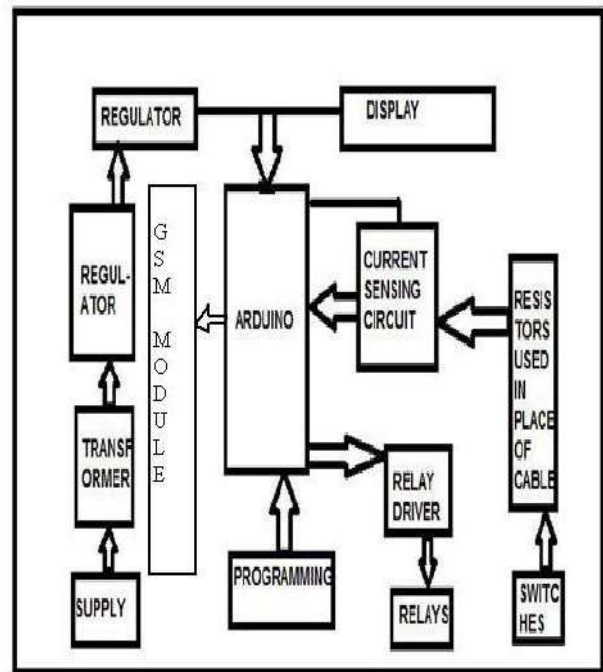 REGULATOR
DISPLAY
REGUL-
ATOR
G
S
M
M
O
D
U
L
E
ARDUINO
CURRENT
SENSING
CIRCUIT
RESIS
TORS
USED
IN
PLACE
OF
CABLE
TRANSF
ORMER
RELAY
DRIVER
SUPPLY
PROGRAMMING
RELAYS
SWITC
HES